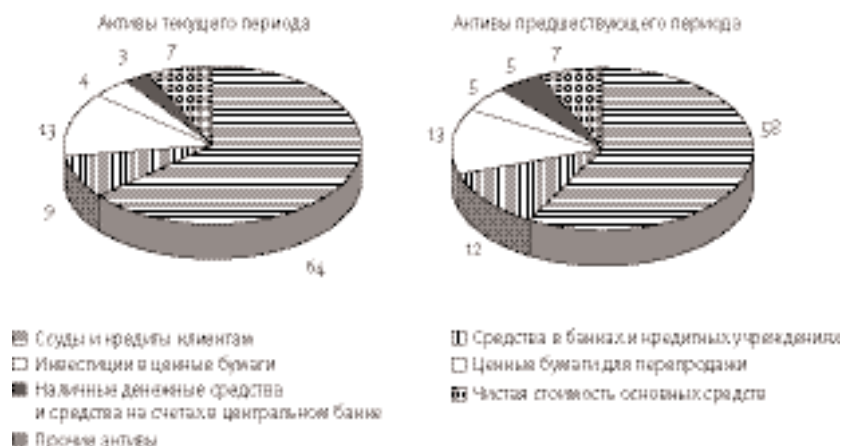 Активы текущего периода
3
7
4
13
9
64
Активы предшествующего периода
5
7
5
13
12
58
Ссуды и кредиты клиентам
Инвестиции в ценные бумаги
Наличные денежные средства
и средства на счетах в центральном банке
Прочие активы
Средства в банках и кредитных учреждениях
Ценные бумаги для перепродажи
Чистая стоимость основных средств